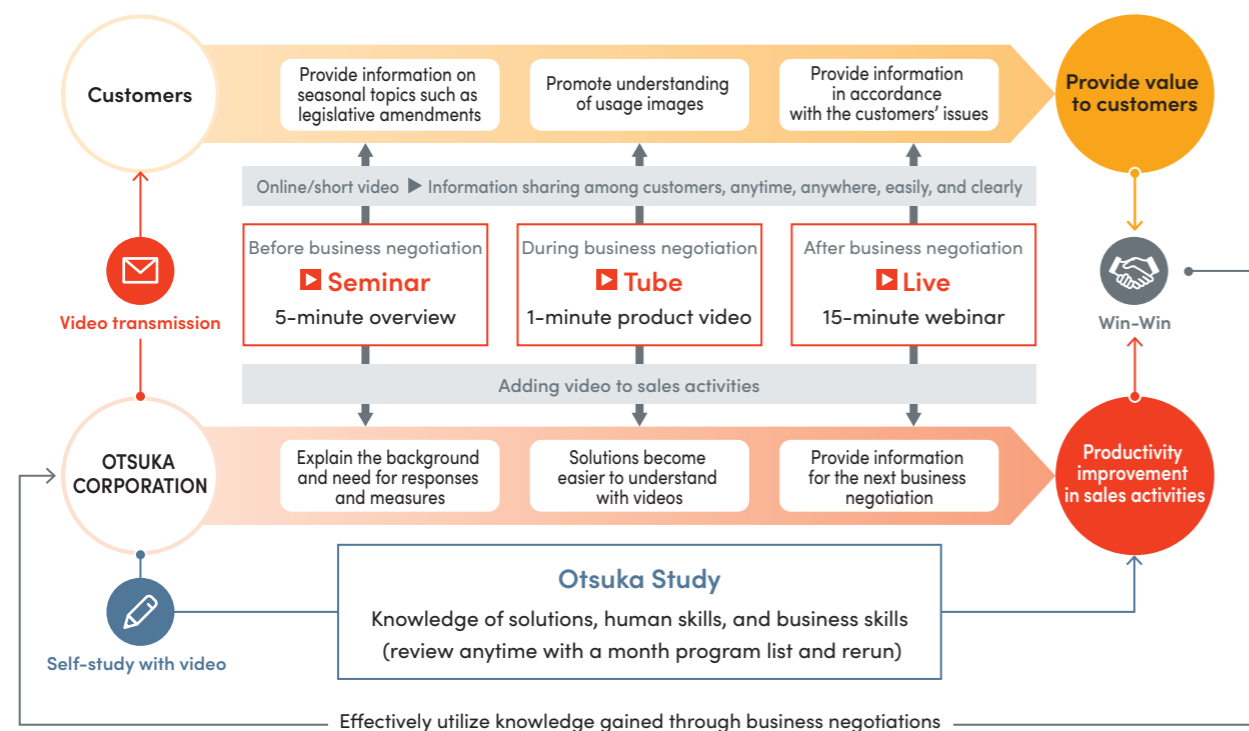 Customers
Provide information on
seasonal topics such as
legislative amendments
Promote understanding
of usage images
Provide information
in accordance
with the customers' issues
Provide value
to customers
Online/short video ▶ Information sharing among customers, anytime, anywhere, easily, and clearly
Before business negotiation
Seminar
5-minute overview
During business negotiation
Tube
1-minute product video
After business negotiation
Live
15-minute webinar
Video transmission
Win-Win
Adding video to sales activities
OTSUKA
CORPORATION
Explain the background
and need for responses
and measures
Solutions become
easier to understand
with videos
Provide information
for the next business
negotiation
Productivity
improvement
in sales activities
Otsuka Study
Knowledge of solutions, human skills, and business skills
(review anytime with a month program list and rerun)
Self-study with video
Effectively utilize knowledge gained through business negotiations